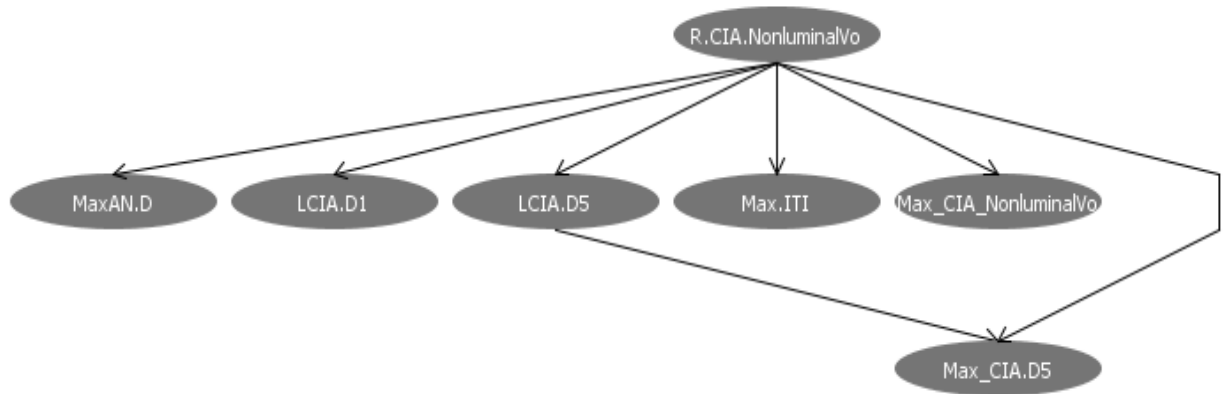 R.CIA.NonluminalVo
MaxAN.D
LCIA.D1
LCIA.D5
Max.ITI
Max_CIA_NonluminalVo
Max_CIA.D5